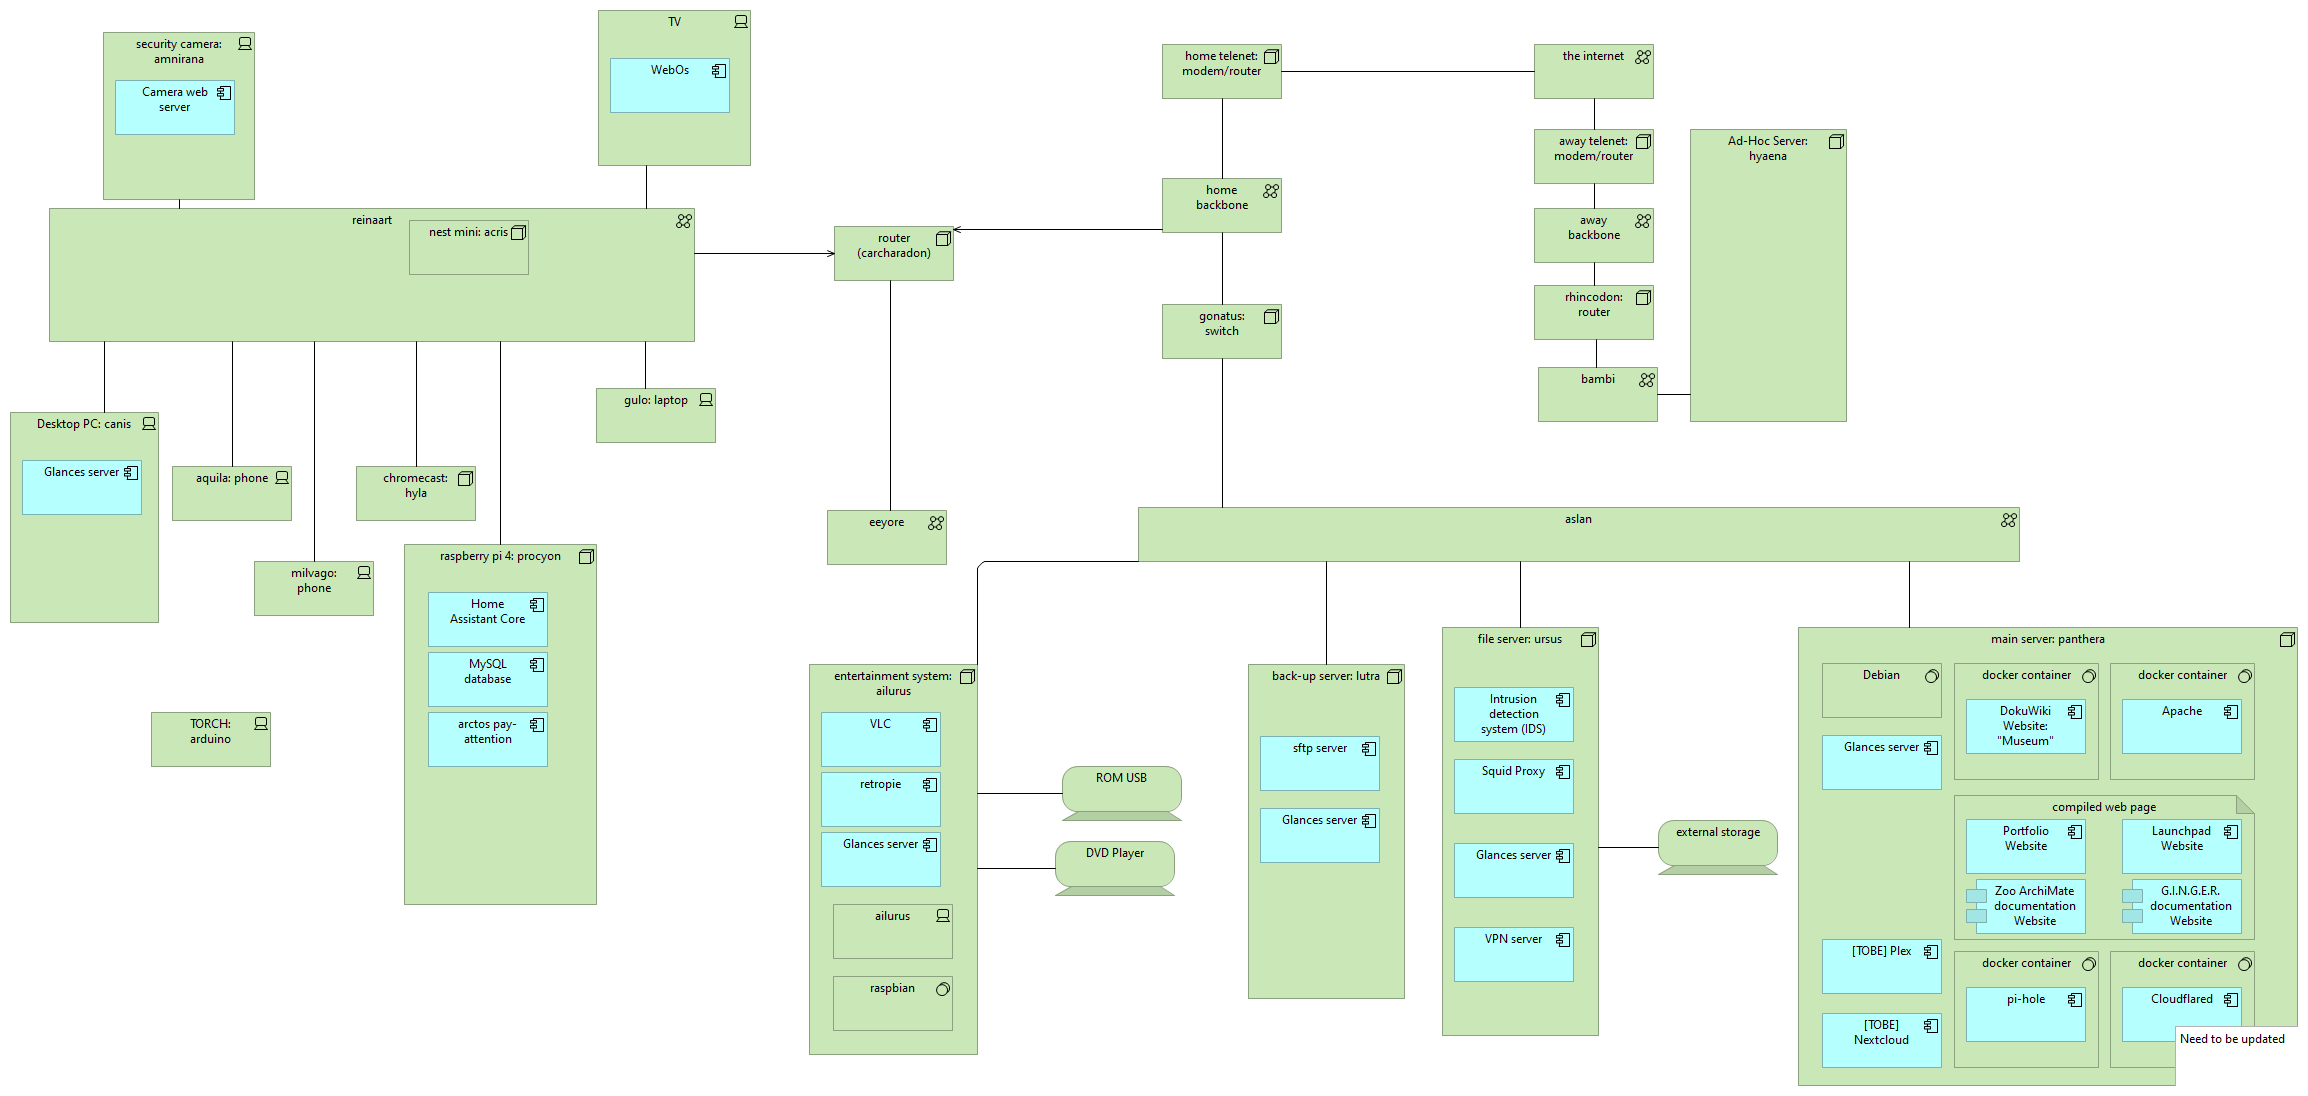 security camera:
amnirana
Camera web
server
TV
WebOs
home telenet:
modem/router
the internet
away telenet:
modem/router
Ad-Hoc Server:
hyaena
reinaart
nest mini: acris
router
(carcharadon)
home
backbone
away
backbone
gonatus:
switch
rhincodon:
router
bambi
gulo: laptop
Desktop PC: canis
Glances server
aquila: phone
chromecast:
hyla
milvago:
phone
raspberry pi 4: procyon
Home
Assistant Core
MySQL
database
arctos pay-
attention
TORCH:
arduino
eeyore
aslan
entertainment system:
ailurus
VLC
retropie
Glances server
ailurus
raspbian
ROM USB
DVD Player
back-up server: lutra
sftp server
Glances server
file server: ursus
Intrusion
detection
system (IDS)
Squid Proxy
Glances server
VPN server
external storage
main server: panthera
Debian
Glances server
docker container
DokuWiki
Website:
"Museum"
docker container
Apache
compiled web page
Portfolio
Website
Launchpad
Website
Zoo ArchiMate
documentation
Website
G.I.N.G.E.R.
documentation
Website
[TOBE] Plex
[TOBE]
Nextcloud
docker container
pi-hole
docker container
Cloudflared
Need to be updated